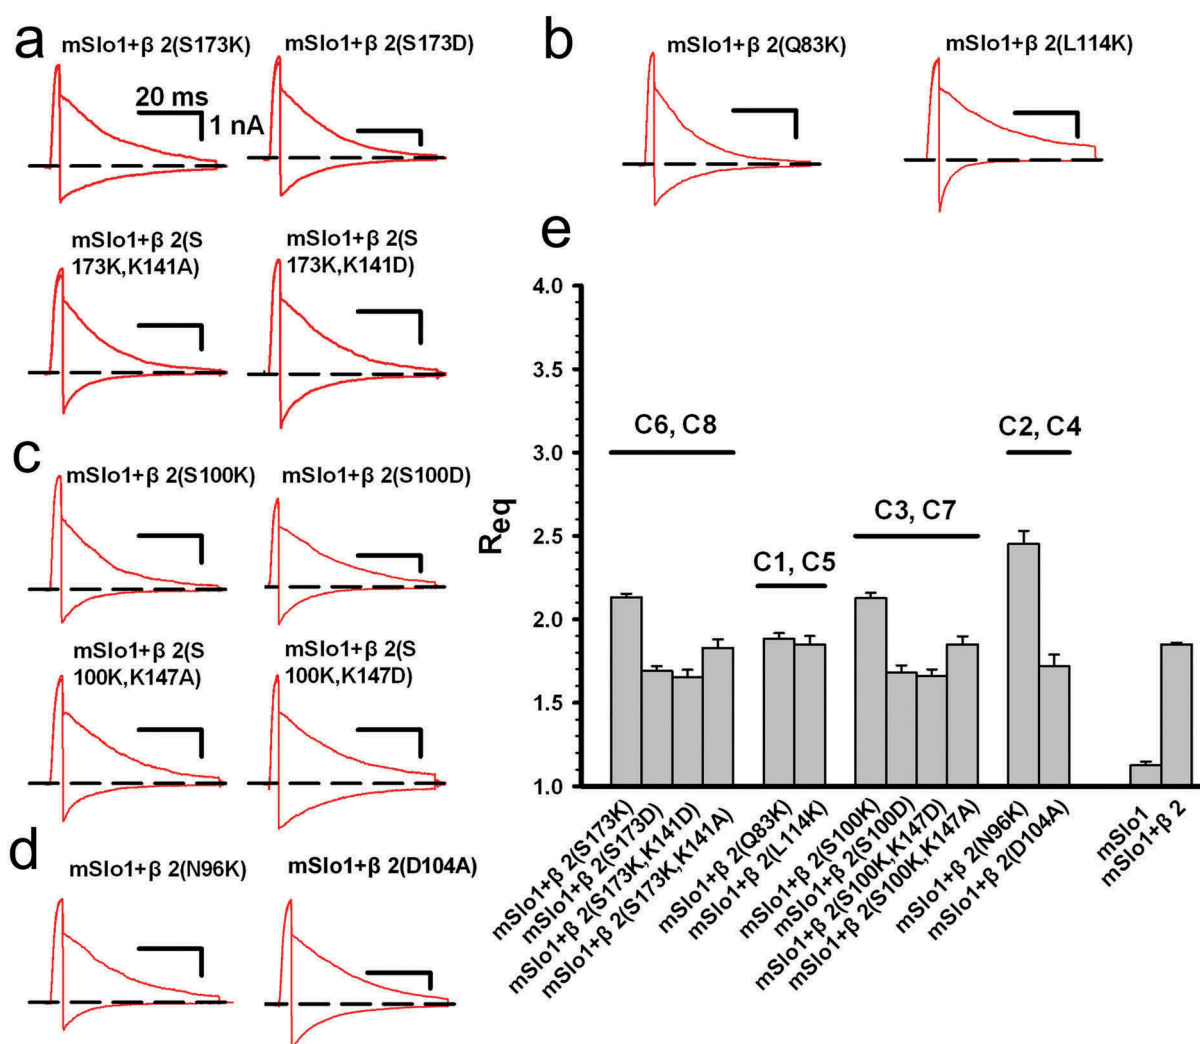 a
mSlo1+β 2(S173K)
mSlo1+β 2(S173D)
20 ms
1 nA
mSlo1+β 2(S
173K,K141A)
mSlo1+β 2(S
173K,K141D)
b
mSlo1+β 2(Q83K)
mSlo1+β 2(L114K)
c
mSlo1+β 2(S100K)
mSlo1+β 2(S100D)
mSlo1+β 2(S
100K,K147A)
mSlo1+β 2(S
100K,K147D)
d
mSlo1+β 2(N96K)
mSlo1+β 2(D104A)
e
Req
4.0
3.5
3.0
2.5
2.0
1.5
1.0
C6, C8
C1, C5
C3, C7
C2, C4
mSlo1+β 2(S173K)
mSlo1+β 2(S173D)
mSlo1+β 2(S173K,K141D)
mSlo1+β 2(S173K,K141A)
mSlo1+β 2(Q83K)
mSlo1+β 2(L114K)
mSlo1+β 2(S100K)
mSlo1+β 2(S100D)
mSlo1+β 2(S100K,K147D)
mSlo1+β 2(S100K,K147A)
mSlo1+β 2(N96K)
mSlo1+β 2(D104A)
mSlo1
mSlo1+β 2